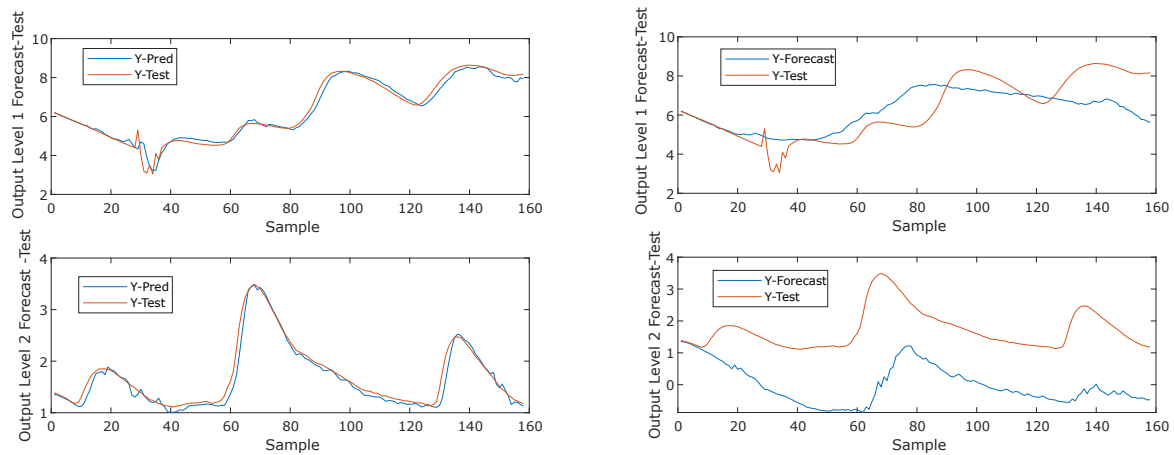 Output Level 1 Forecast-Test
10
8
6
4
2
Y-Pred
Y-Test
0 20 40 60 80 100 120 140 160
Sample
Output Level 1 Forecast-Test
10
8
6
4
2
Y-Forecast
Y-Test
0 20 40 60 80 100 120 140 160
Sample
Output Level 2 Forecast -Test
4
3
2
1
Y-Pred
Y-Test
0 20 40 60 80 100 120 140 160
Sample
Output Level 2 Forecast-Test
4
3
2
1
0
Y-Forecast
Y-Test
0 20 40 60 80 100 120 140 160
Sample